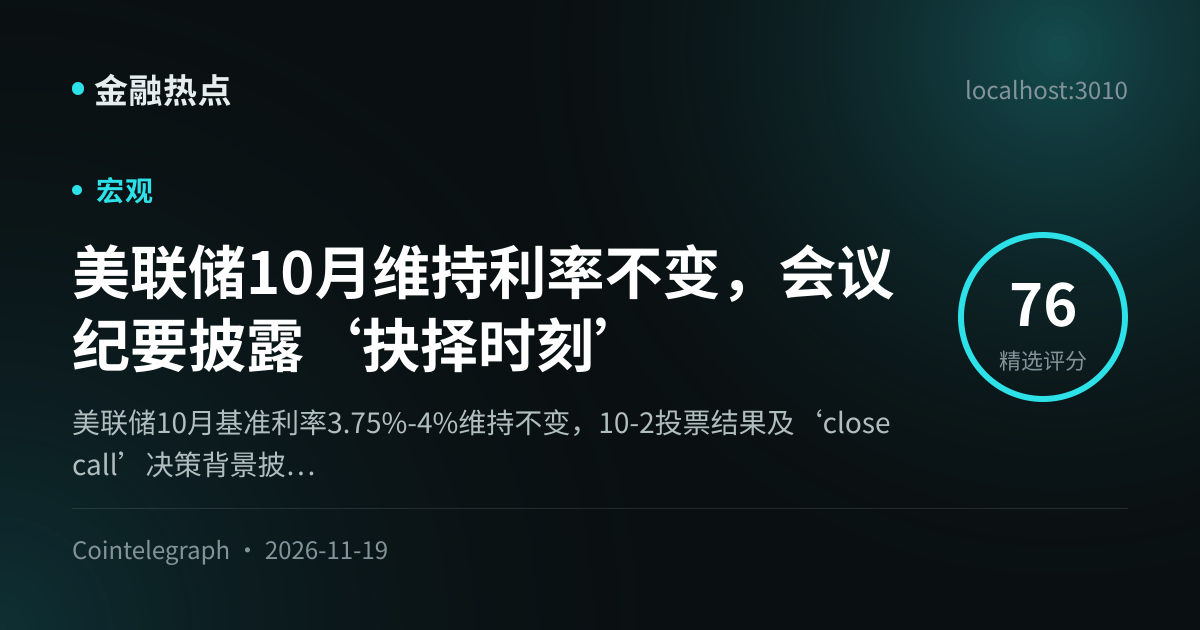 金融热点
localhost:3010
宏观
美联储10月维持利率不变，会议
纪要披露‘抉择时刻’
76
精选评分
美联储10月基准利率3.75%-4%维持不变，10-2投票结果及‘close
call’决策背景披…
Cointelegraph • 2026-11-19